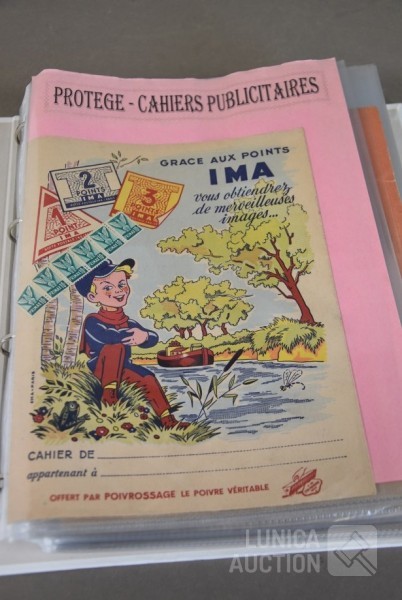 PROTEGE - CAHIERS PUBLICITAIRES
GRACE AUX POINTS
IMA
vous obtiendrez
de merveilleuses
images...
2
POINTS
IMA
3
POINTS
IMA
1
POINT
IMA
CAHIER DE
appartenant à
OFFERT PAR POIVROSSAGE LE POIVRE VÉRITABLE
LUNICA
AUCTION